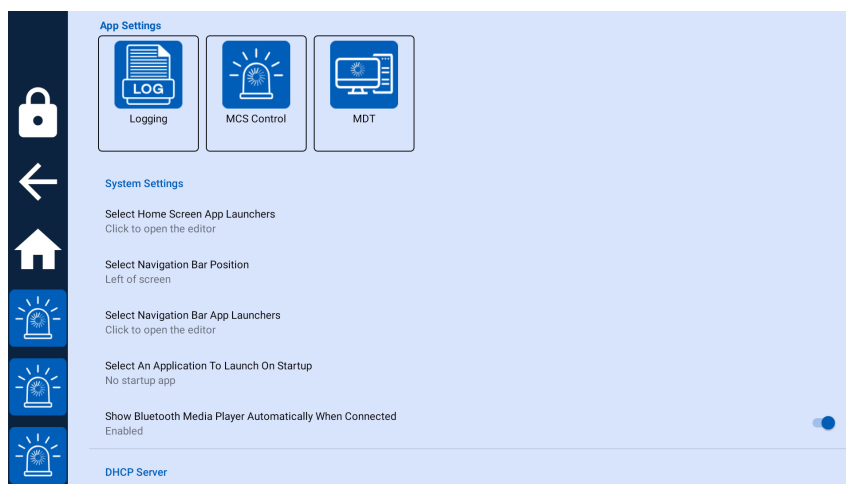 App Settings
LOG
Logging
MCS Control
MDT
System Settings
Select Home Screen App Launchers
Click to open the editor
Select Navigation Bar Position
Left of screen
Select Navigation Bar App Launchers
Click to open the editor
Select An Application To Launch On Startup
No startup app
Show Bluetooth Media Player Automatically When Connected
Enabled
DHCP Server